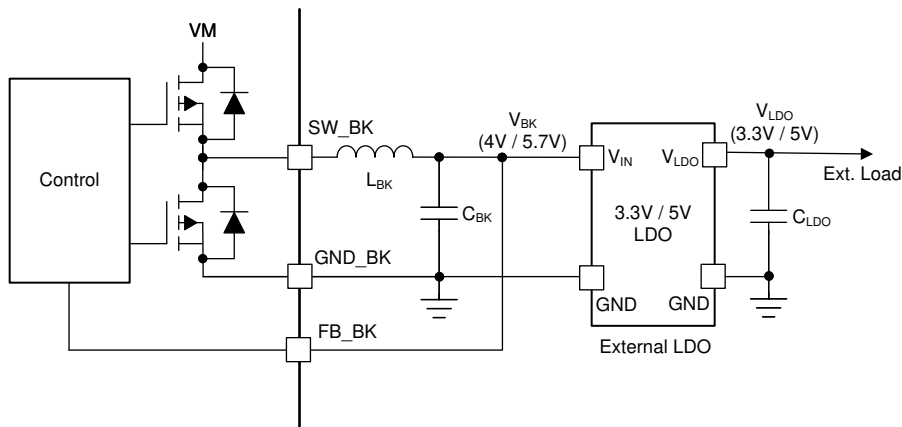 VM
Control
SW_BK
L_BK
V_BK
(4V / 5.7V)
C_BK
GND_BK
FB_BK
V_IN
V_LDO
3.3V / 5V
LDO
GND
GND
External LDO
V_LDO
(3.3V / 5V)
Ext. Load
C_LDO